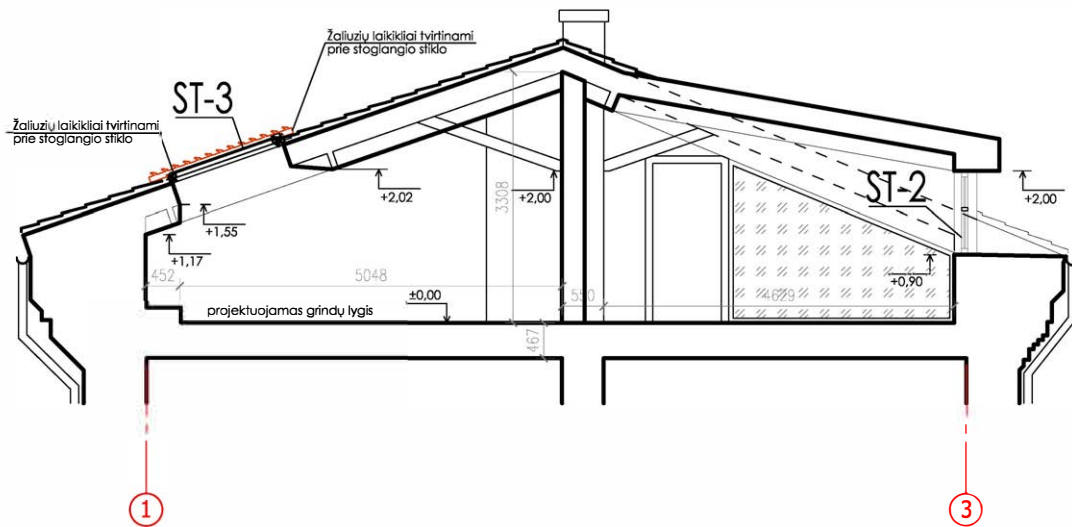 Žaliuzių laikikliai tvirtinami
prie stoglangio stiklo
ST-3
Žaliuzių laikikliai tvirtinami
prie stoglangio stiklo
+2,02
3308
+2,00
ST-2
+2,00
+1,55
+1,17
+0,90
452
5048
±0,00
550
4629
projektuojamas grindų lygis
467
1
3